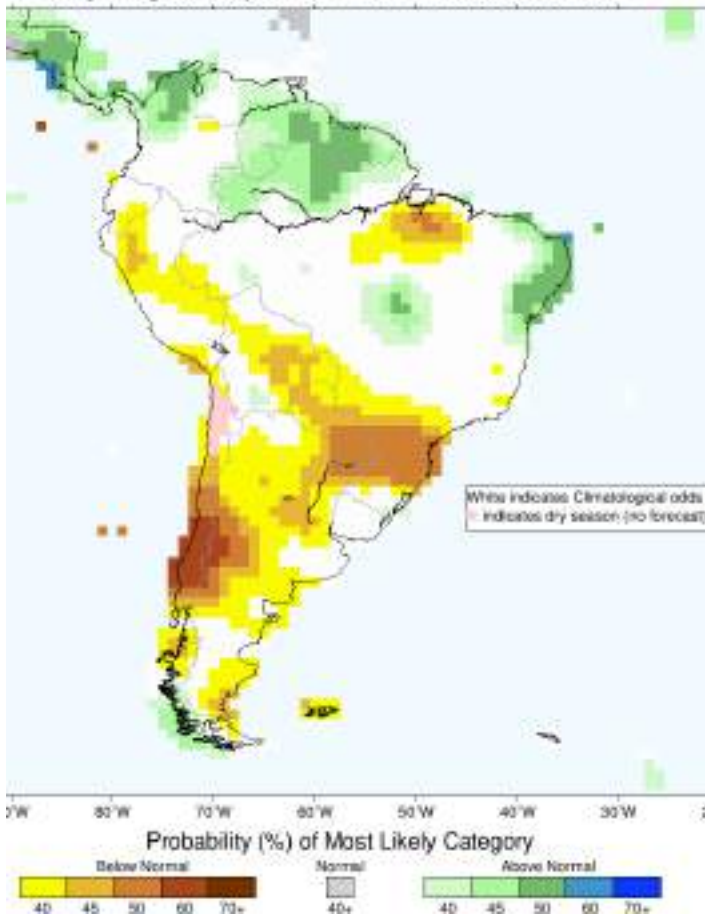 White indicates Climatological odds
indicates dry season (no forecast)
80°W 70°W 60°W 50°W 40°W 30°W
Probability (%) of Most Likely Category
Below Normal Normal Above Normal
40 45 50 60 70+ 40+ 40 45 50 60 70+